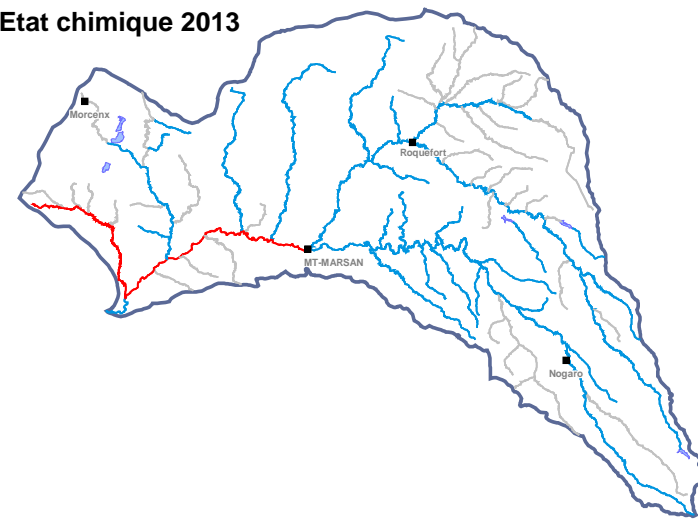 Etat chimique 2013
Morcenx
Roquefort
MT-MARSAN
Nogaro